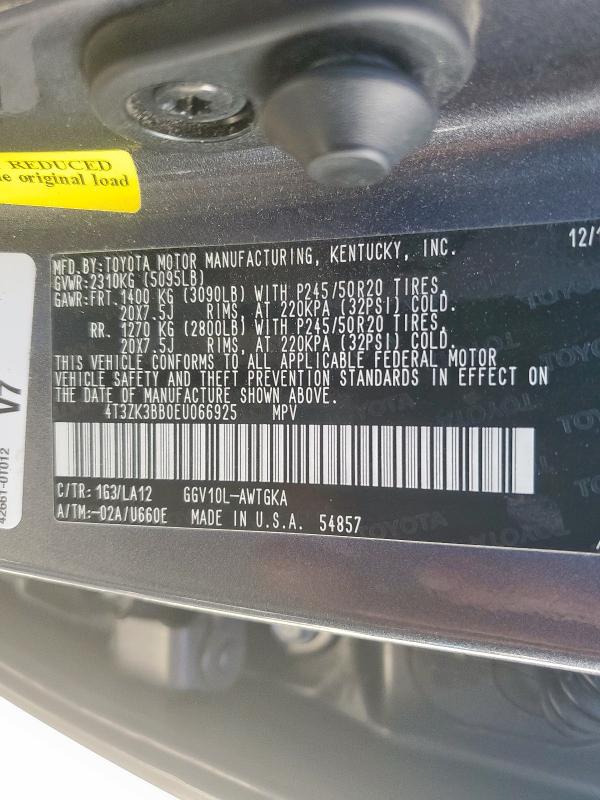 REDUCED
e original load
12/1
MFD.BY:TOYOTA MOTOR MANUFACTURING, KENTUCKY, INC.
GVWR:2310KG (5095LB)
GAWR:FRT. 1400 KG (3090LB) WITH P245/50R20 TIRES,
20X7.5J RIMS, AT 220KPA (32PSI) COLD.
RR. 1270 KG (2800LB) WITH P245/50R20 TIRES,
20X7.5J RIMS, AT 220KPA (32PSI) COLD.
THIS VEHICLE CONFORMS TO ALL APPLICABLE FEDERAL MOTOR
VEHICLE SAFETY AND THEFT PREVENTION STANDARDS IN EFFECT ON
THE DATE OF MANUFACTURE SHOWN ABOVE.
4T3ZK3BB0EU066925 MPV
C/TR: 1G3/LA12 GGV10L-AWTGKA
A/TM:-02A/U660E MADE IN U.S.A. 54857
V7
42661-0T012
TOYOTA